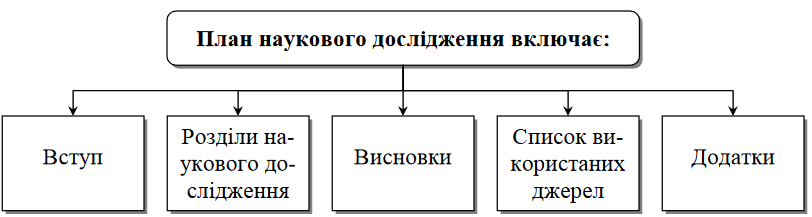 План наукового дослідження включає:
Вступ
Розділи на-
укового до-
слідження
Висновки
Список ви-
користаних
джерел
Додатки